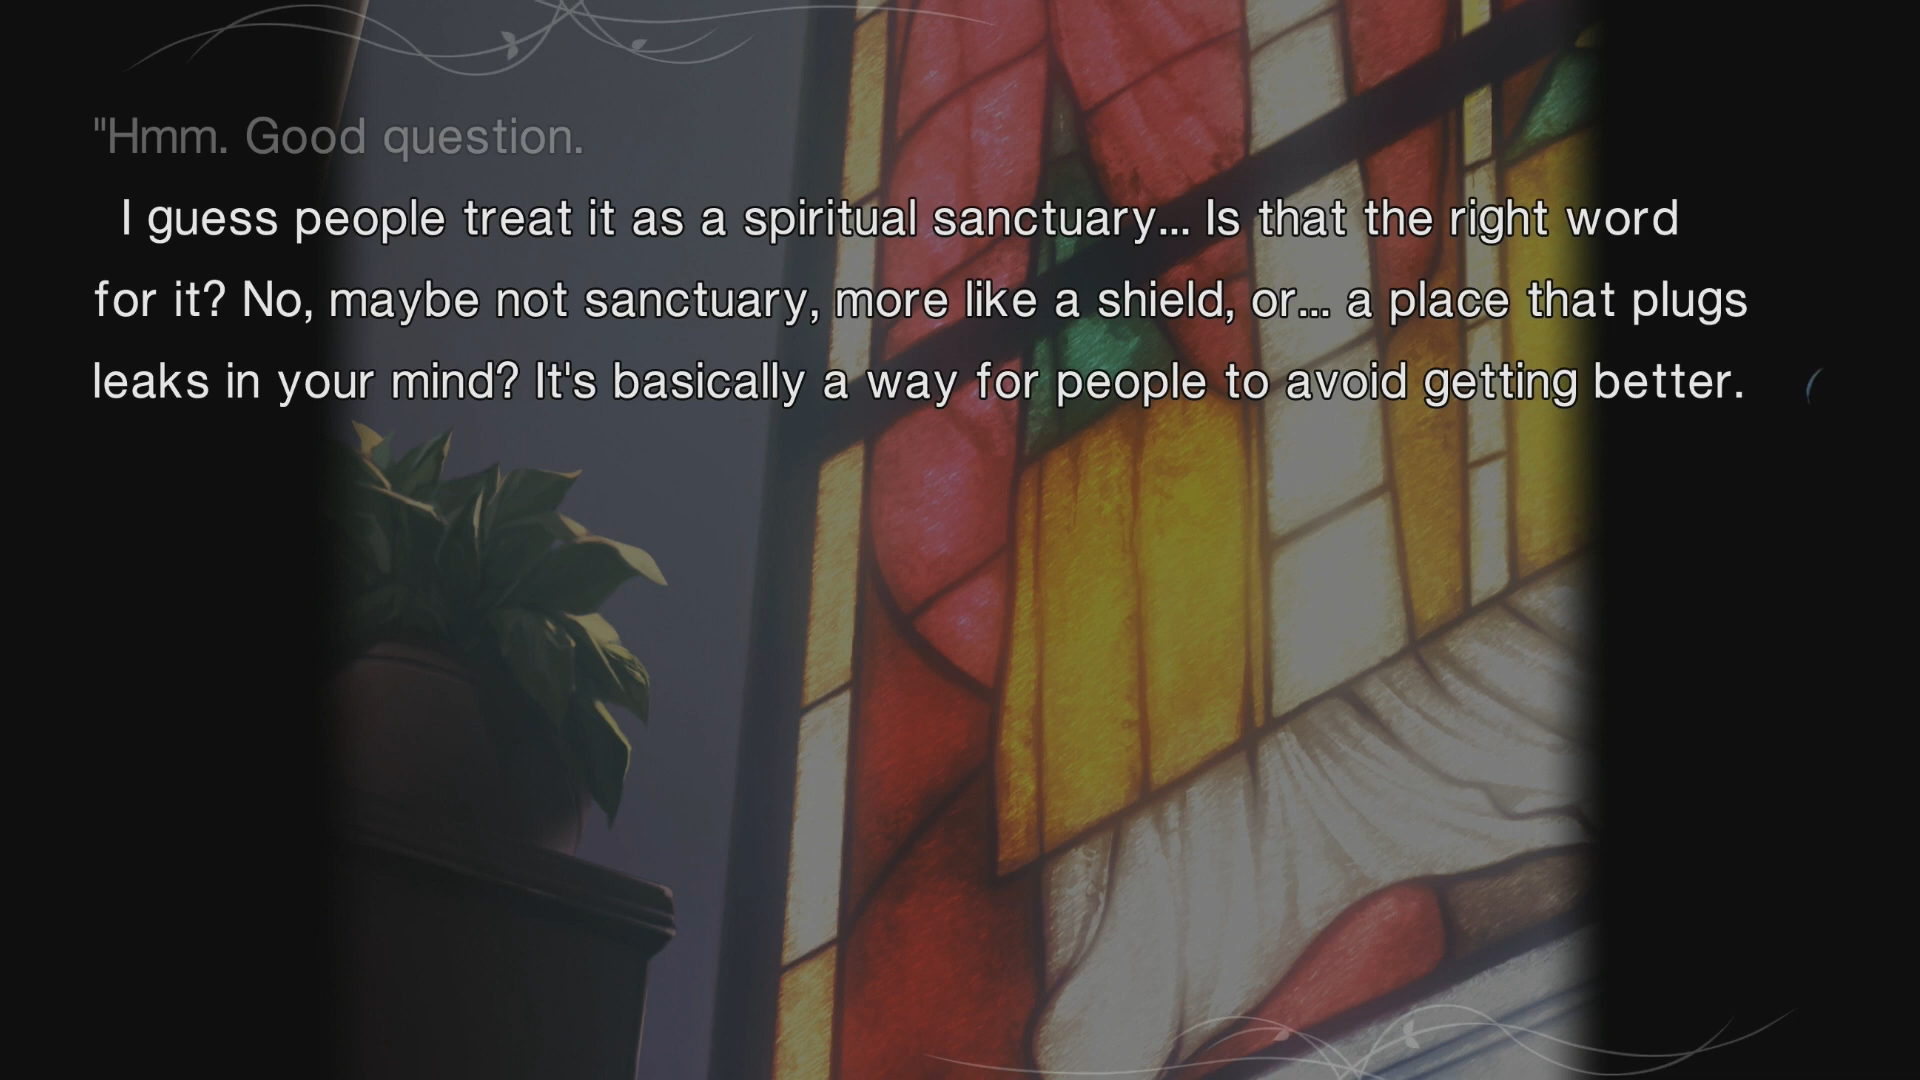 "Hmm. Good question.
I guess people treat it as a spiritual sanctuary... Is that the right word
for it? No, maybe not sanctuary, more like a shield, or... a place that plugs
leaks in your mind? It's basically a way for people to avoid getting better.